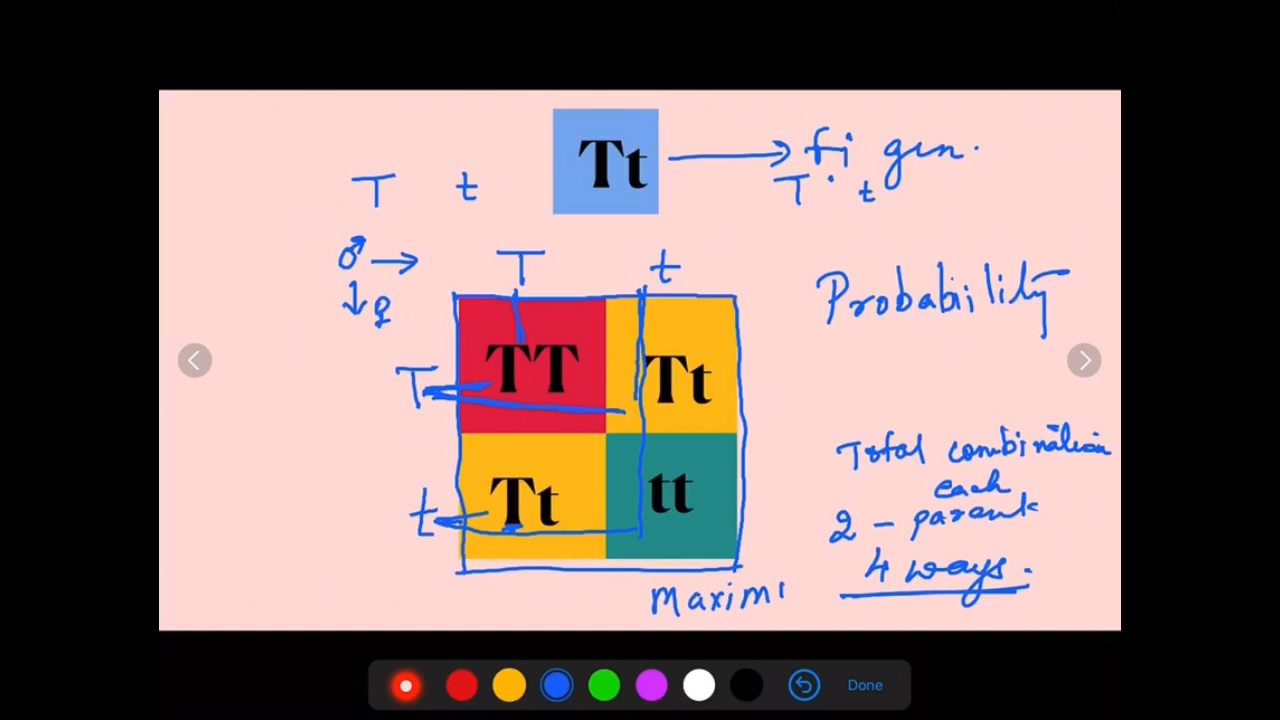 Tt → f1 gen.
T t T . t
♂ → T t
↓ ♀
Probability
T TT Tt
t Tt tt
Total combination
each
2 - parent
4 ways.
Maximi
Done